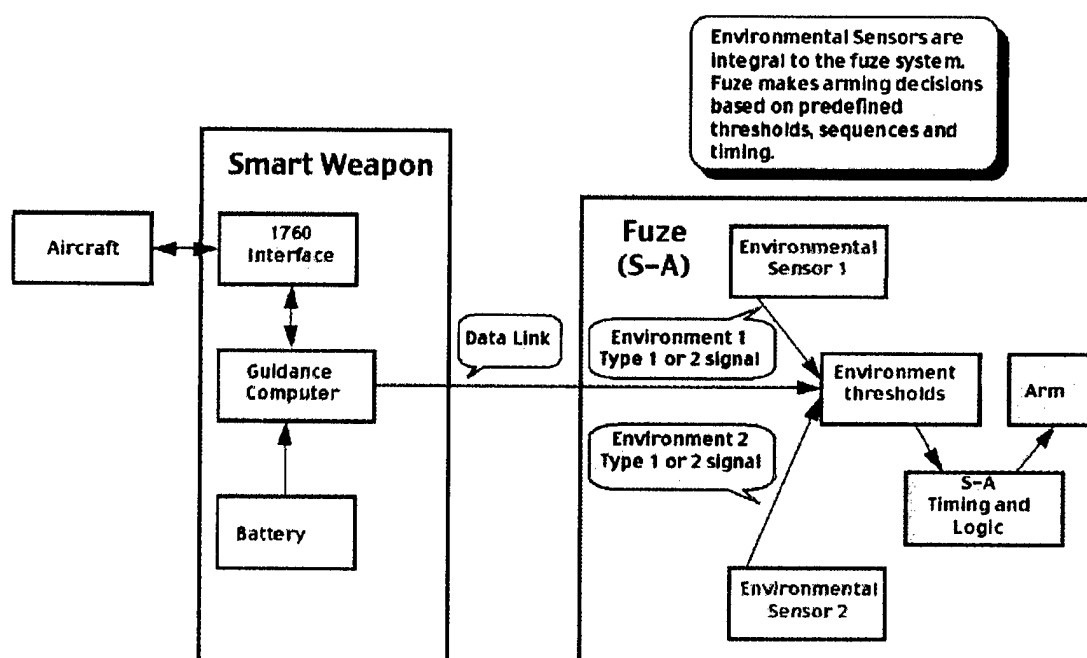 Environmental Sensors are
integral to the fuze system.
Fuze makes arming decisions
based on predefined
thresholds, sequences and
timing.
Smart Weapon
Aircraft
1760
Interface
Fuze
(S-A)
Environmental
Sensor 1
Data Link
Environment 1
Type 1 or 2 signal
Guidance
Computer
Environment
thresholds
Arm
Environment 2
Type 1 or 2 signal
S-A
Timing and
Logic
Battery
Environmental
Sensor 2